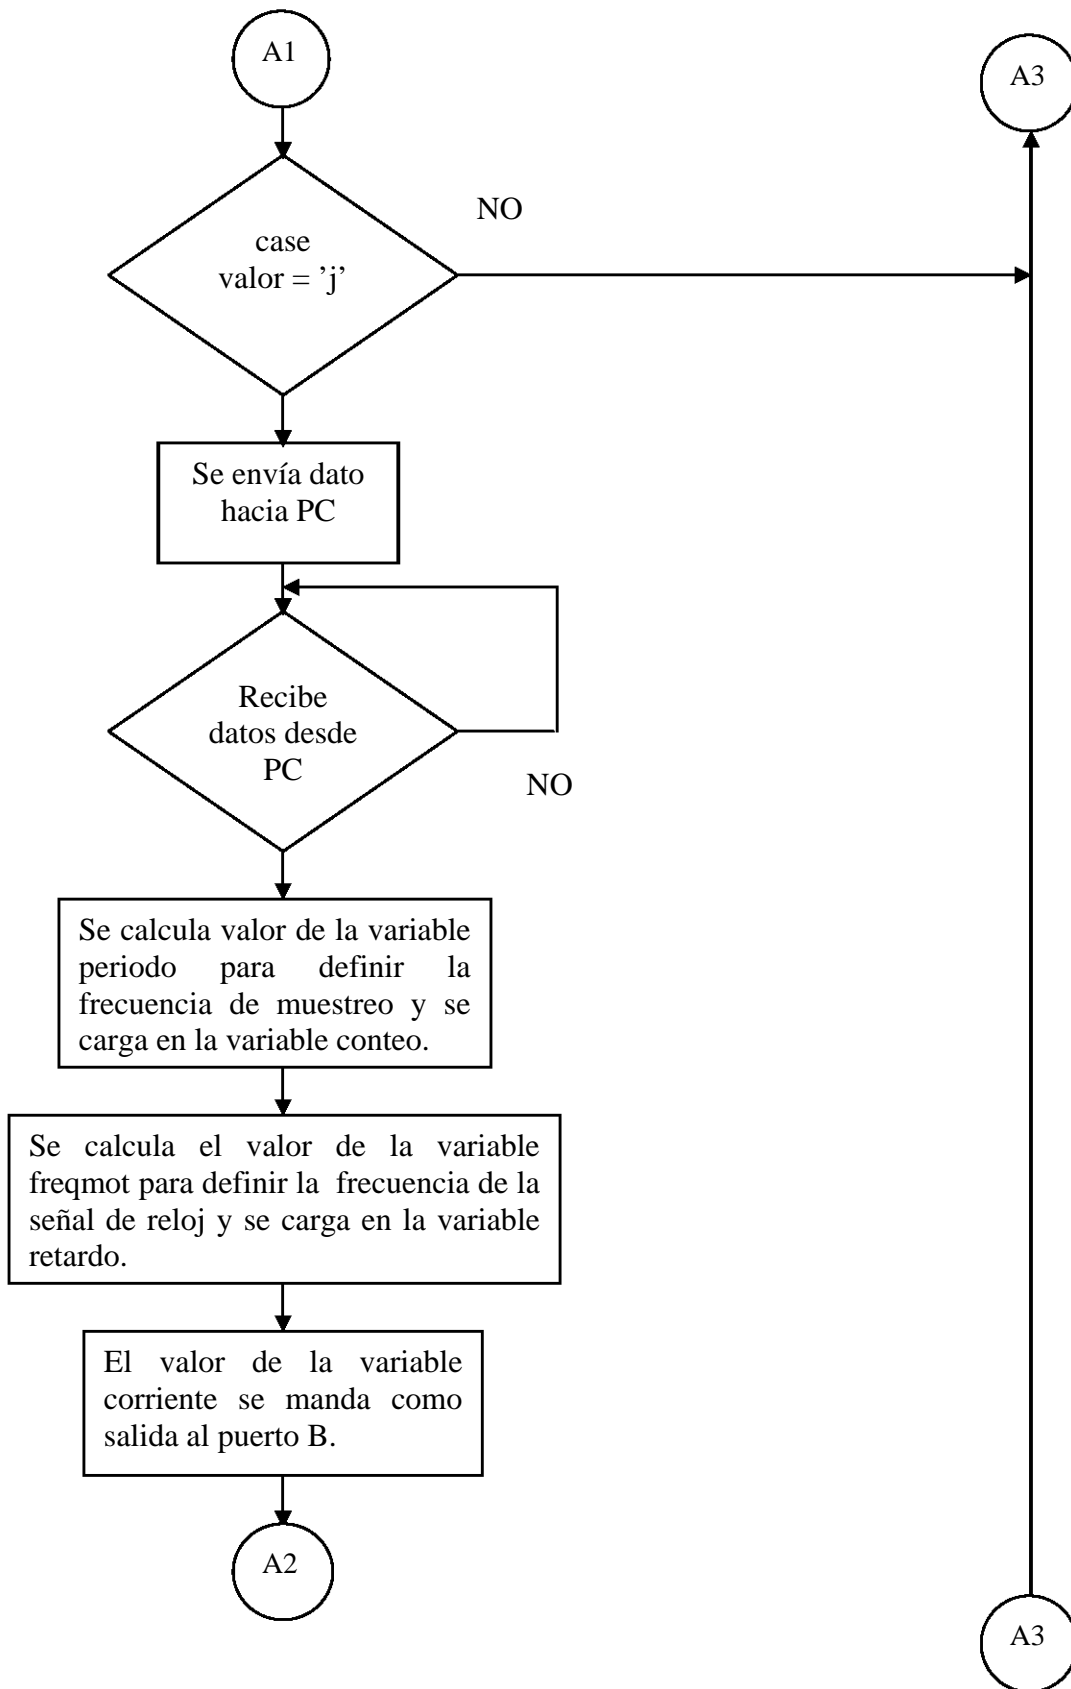 A1
A3
NO
case
valor = ’j’
Se envía dato
hacia PC
Recibe
datos desde
PC
NO
Se calcula valor de la variable
periodo para definir la
frecuencia de muestreo y se
carga en la variable conteo.
Se calcula el valor de la variable
freqmot para definir la frecuencia de la
señal de reloj y se carga en la variable
retardo.
El valor de la variable
corriente se manda como
salida al puerto B.
A2
A3